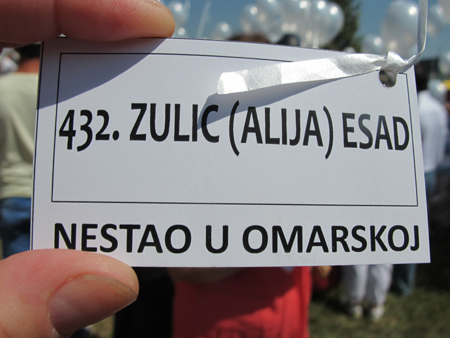 432. ZULIC (ALIJA) ESAD
NESTAO U OMARSKOJ